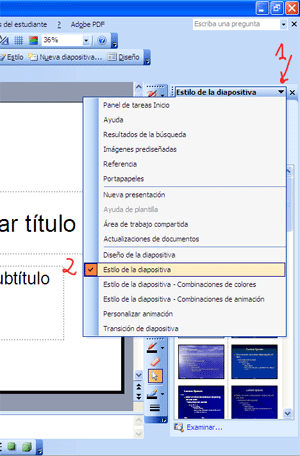 s del estudiante ? Adobe PDF
Escriba una pregunta
36%
Estilo Nueva diapositiva... Diseño
1
Estilo de la diapositiva
Panel de tareas Inicio
Ayuda
Resultados de la búsqueda
Imágenes prediseñadas
Referencia
Portapapeles
Nueva presentación
Ayuda de plantilla
Área de trabajo compartida
Actualizaciones de documentos
Diseño de la diapositiva
2
Estilo de la diapositiva
Estilo de la diapositiva - Combinaciones de colores
Estilo de la diapositiva - Combinaciones de animación
Personalizar animación
Transición de diapositiva
ar título
ubtítulo
Examinar...